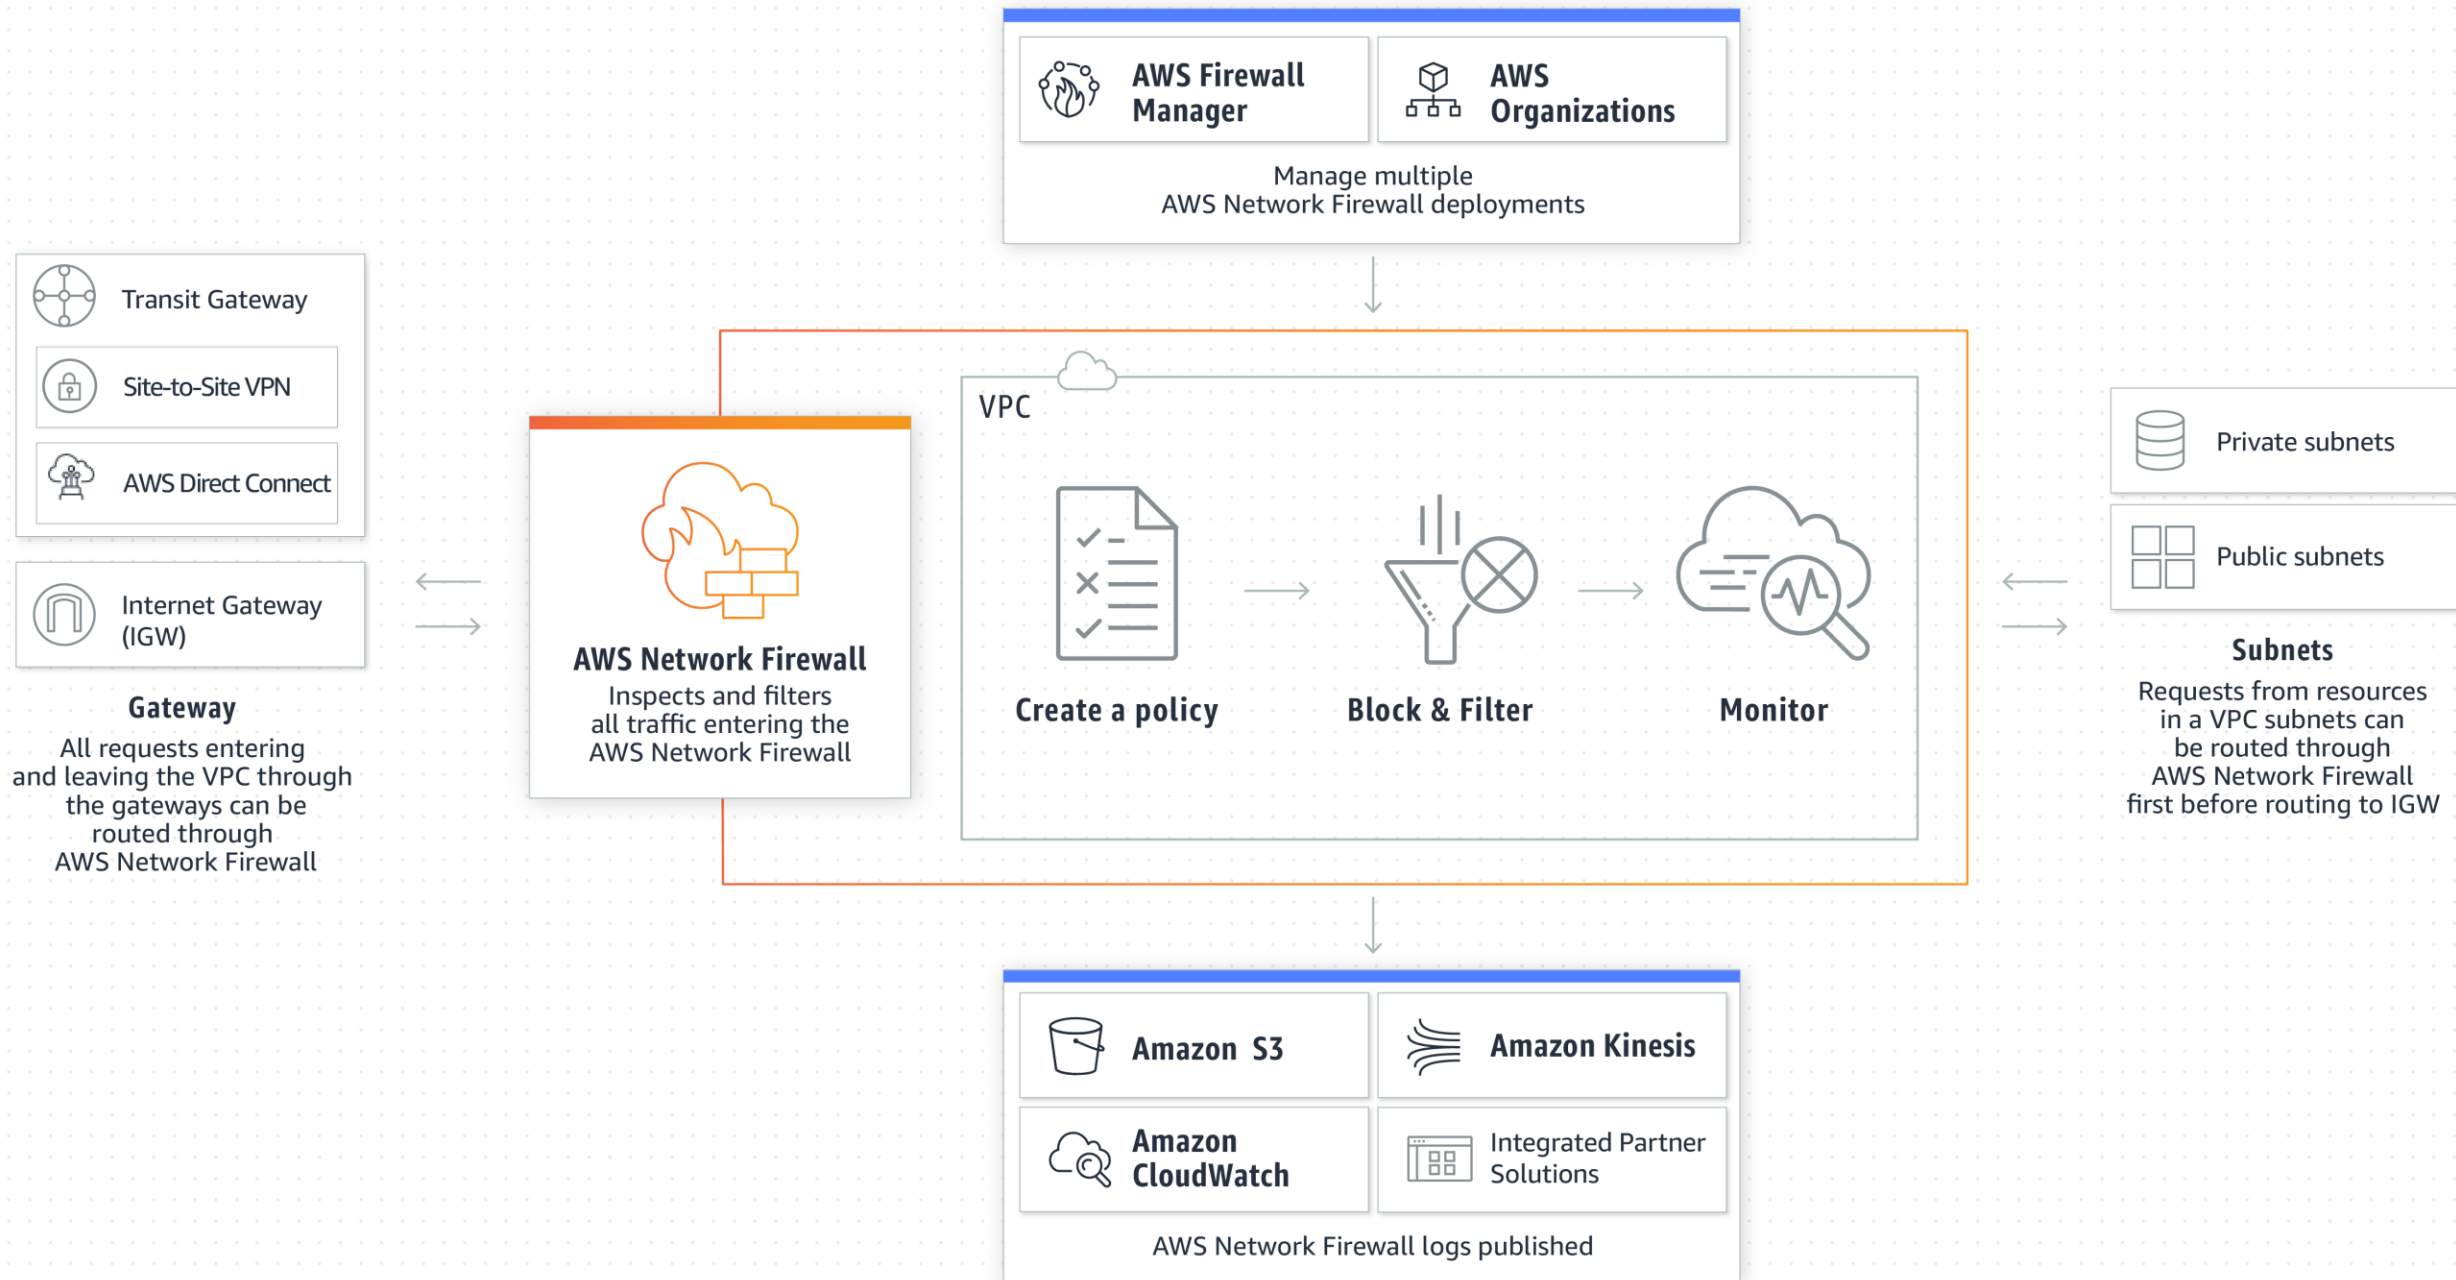 AWS Firewall
Manager
AWS
Organizations
Manage multiple
AWS Network Firewall deployments
Transit Gateway
Site-to-Site VPN
AWS Direct Connect
Internet Gateway
(IGW)
Gateway
All requests entering
and leaving the VPC through
the gateways can be
routed through
AWS Network Firewall
AWS Network Firewall
Inspects and filters
all traffic entering the
AWS Network Firewall
VPC
Create a policy
Block & Filter
Monitor
Private subnets
Public subnets
Subnets
Requests from resources
in a VPC subnets can
be routed through
AWS Network Firewall
first before routing to IGW
Amazon S3
Amazon Kinesis
Amazon
CloudWatch
Integrated Partner
Solutions
AWS Network Firewall logs published